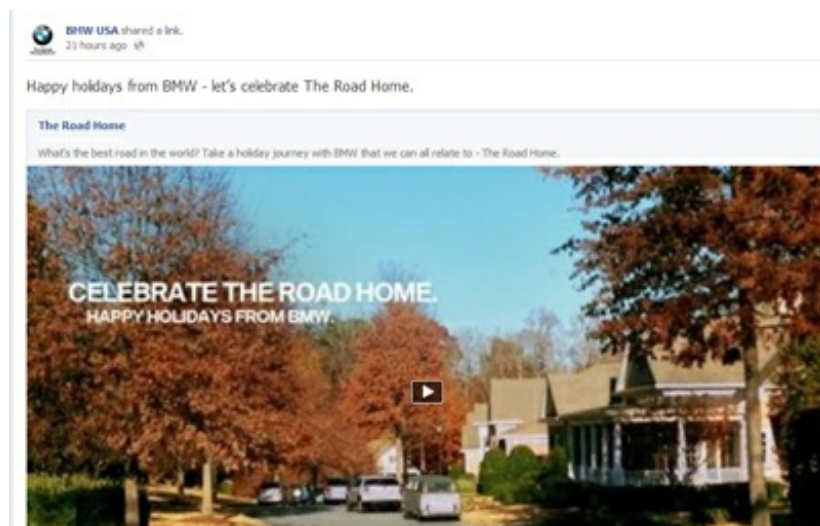 BMW USA shared a link.
21 hours ago
Happy holidays from BMW - let's celebrate The Road Home.
The Road Home
What's the best road in the world? Take a holiday journey with BMW that we can all relate to - The Road Home.
CELEBRATE THE ROAD HOME.
HAPPY HOLIDAYS FROM BMW.